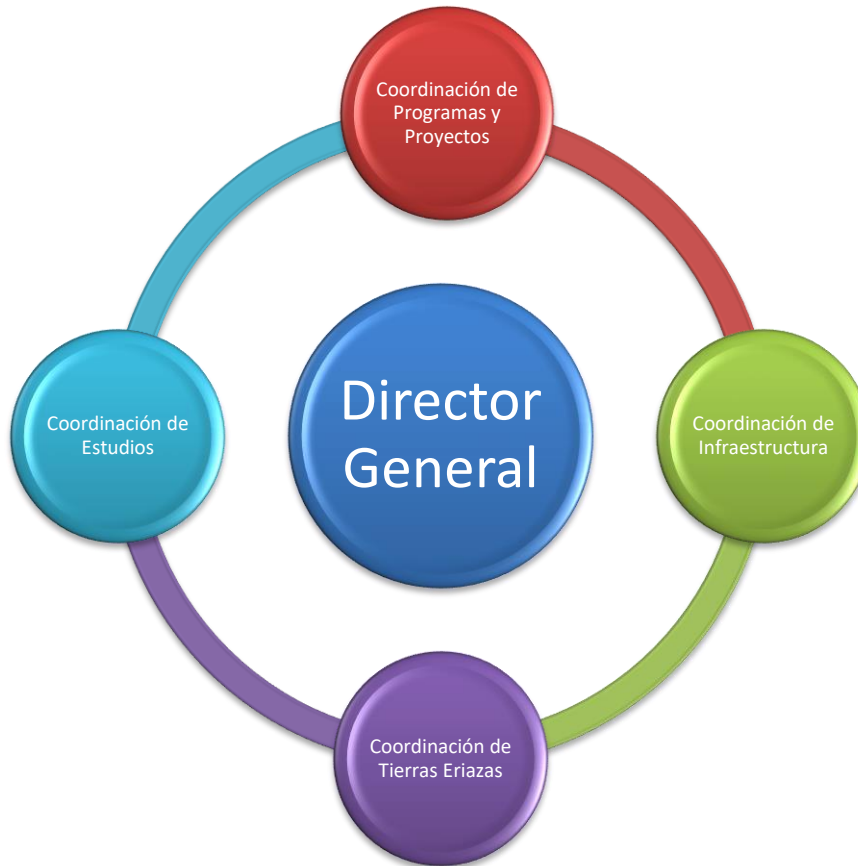 Coordinación de
Programas y
Proyectos
Coordinación de
Estudios
Director
General
Coordinación de
Infraestructura
Coordinación de
Tierras Eriazas